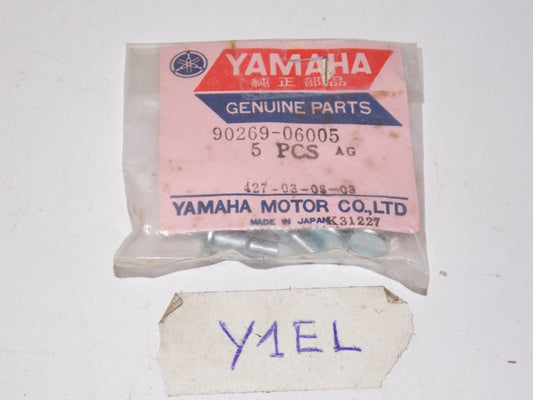 YAMAHA
純正部品
GENUINE PARTS
90269-06005
5 PCS AG
427-03-08-03
YAMAHA MOTOR CO.,LTD
MADE IN JAPAN K31227
Y1EL